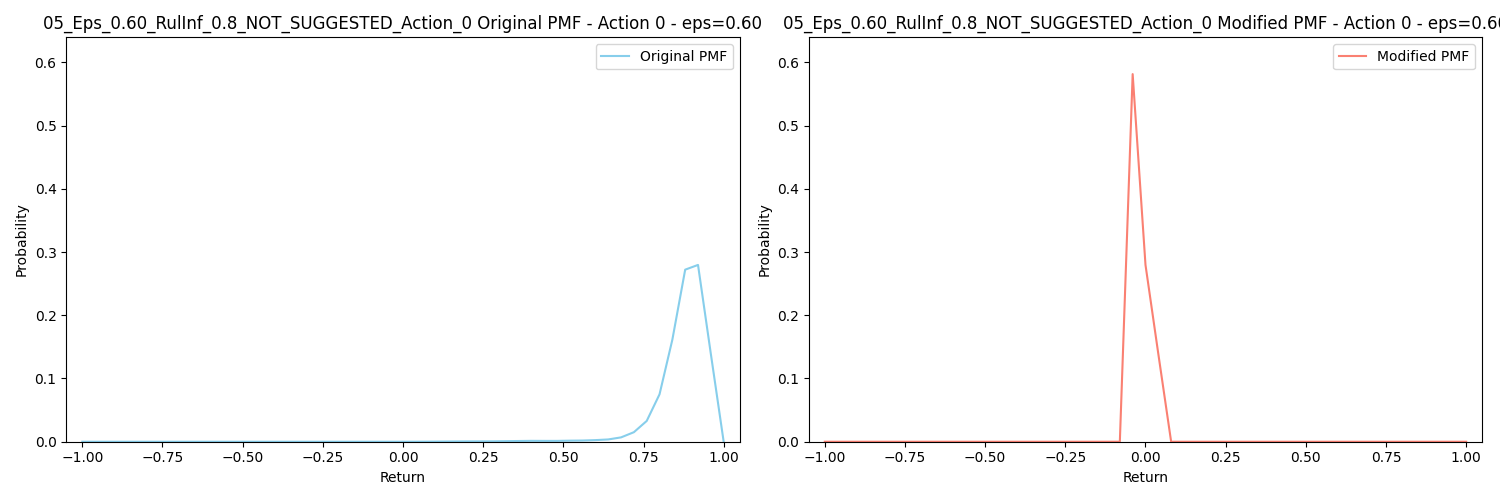 05_Eps_0.60_RulInf_0.8_NOT_SUGGESTED_Action_0 Original PMF - Action 0 - eps=0.60
Original PMF
0.6
0.5
0.4
0.3
0.2
0.1
0.0
Probability
−1.00 −0.75 −0.50 −0.25 0.00 0.25 0.50 0.75 1.00
Return
05_Eps_0.60_RulInf_0.8_NOT_SUGGESTED_Action_0 Modified PMF - Action 0 - eps=0.60
Modified PMF
0.6
0.5
0.4
0.3
0.2
0.1
0.0
Probability
−1.00 −0.75 −0.50 −0.25 0.00 0.25 0.50 0.75 1.00
Return